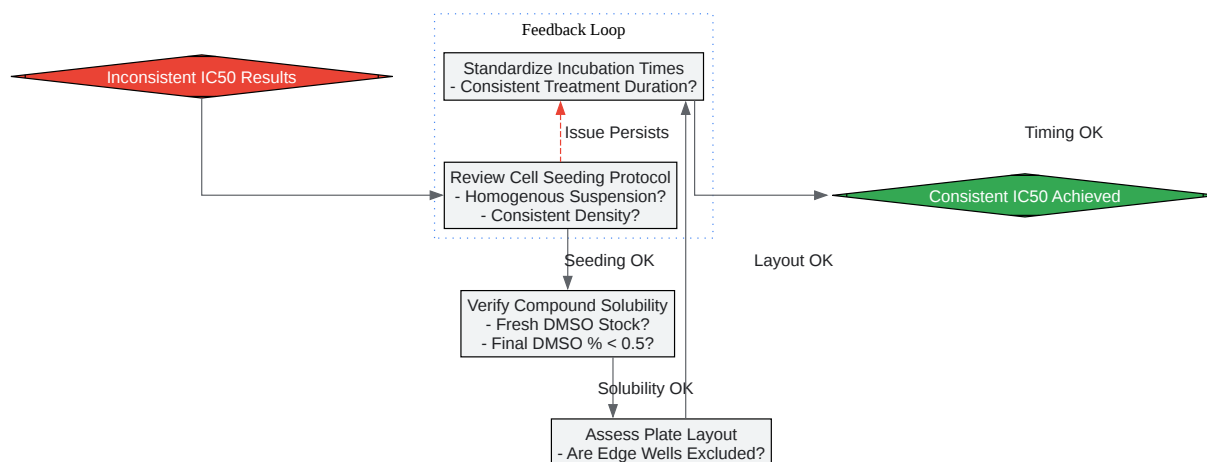 Feedback Loop
Inconsistent IC50 Results
Standardize Incubation Times
- Consistent Treatment Duration?
Issue Persists
Timing OK
Review Cell Seeding Protocol
- Homogenous Suspension?
- Consistent Density?
Consistent IC50 Achieved
Seeding OK
Layout OK
Verify Compound Solubility
- Fresh DMSO Stock?
- Final DMSO % < 0.5?
Solubility OK
Assess Plate Layout
- Are Edge Wells Excluded?